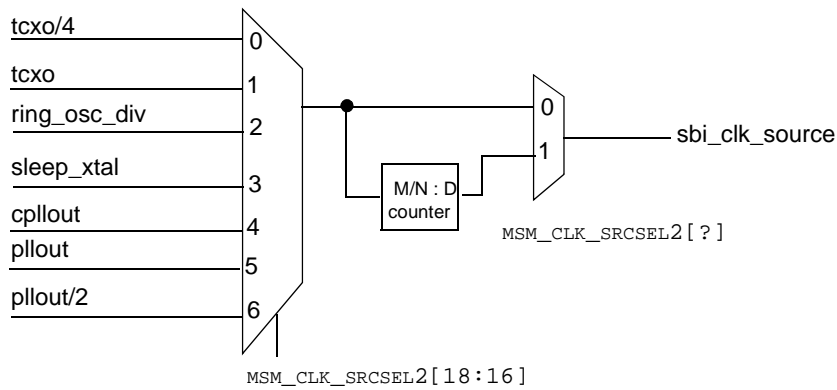 tcxo/4
0
tcxo
1
ring_osc_div
2
sleep_xtal
3
cpllout
4
pllout
5
pllout/2
6
MSM_CLK_SRCSEL2[18:16]
M/N : D
counter
0
1
sbi_clk_source
MSM_CLK_SRCSEL2[?]